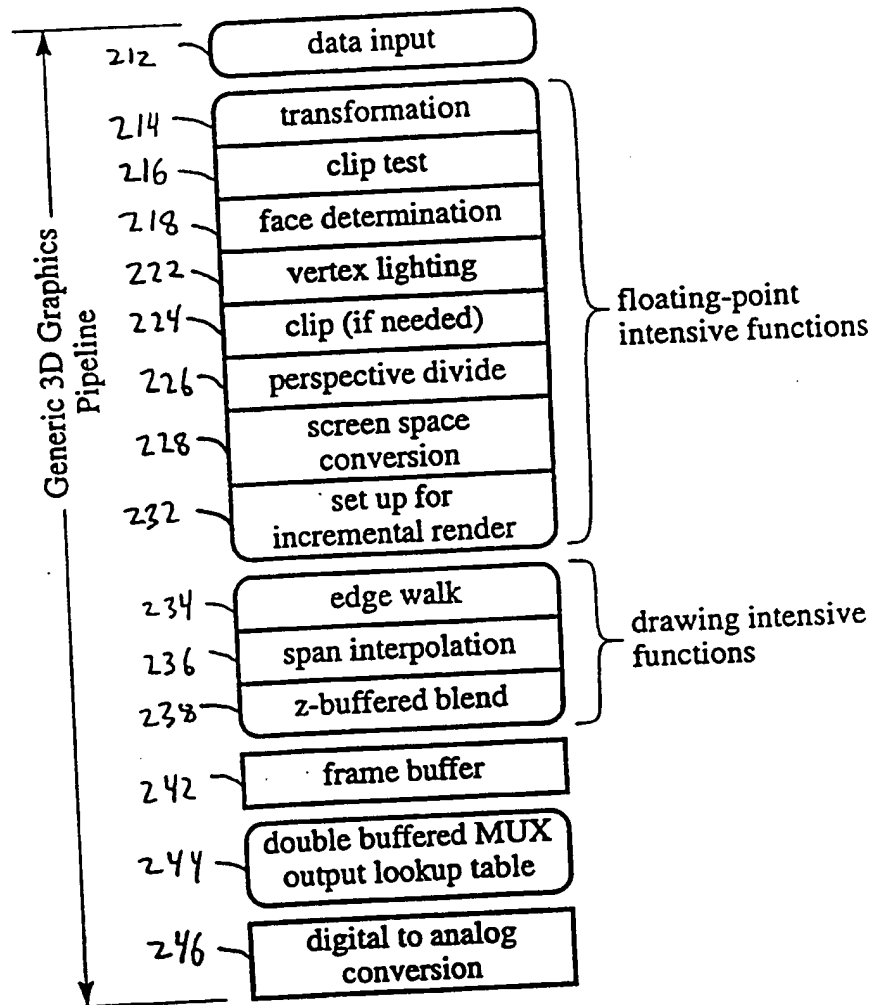 Generic 3D Graphics
Pipeline
212 data input
214 transformation
216 clip test
218 face determination
222 vertex lighting
224 clip (if needed)
226 perspective divide
228 screen space
conversion
232 set up for
incremental render
floating-point
intensive functions
234 edge walk
236 span interpolation
238 z-buffered blend
drawing intensive
functions
242 frame buffer
244 double buffered MUX
output lookup table
246 digital to analog
conversion